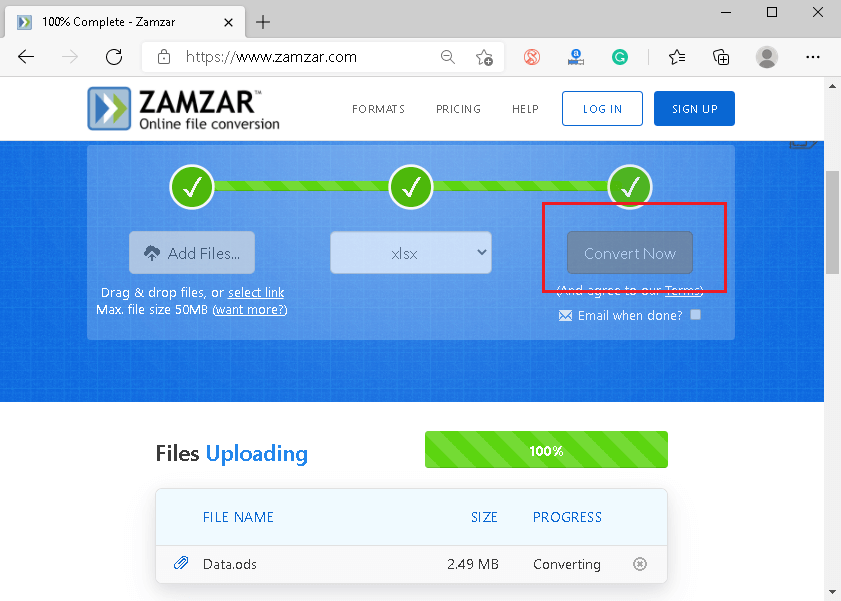 100% Complete - Zamzar
https://www.zamzar.com
ZAMZAR™
Online file conversion
FORMATS PRICING HELP LOG IN SIGN UP
Add Files... xlsx Convert Now
Drag & drop files, or select link
Max. file size 50MB (want more?)
(And agree to our Terms)
Email when done?
Files Uploading 100%
FILE NAME SIZE PROGRESS
Data.ods 2.49 MB Converting